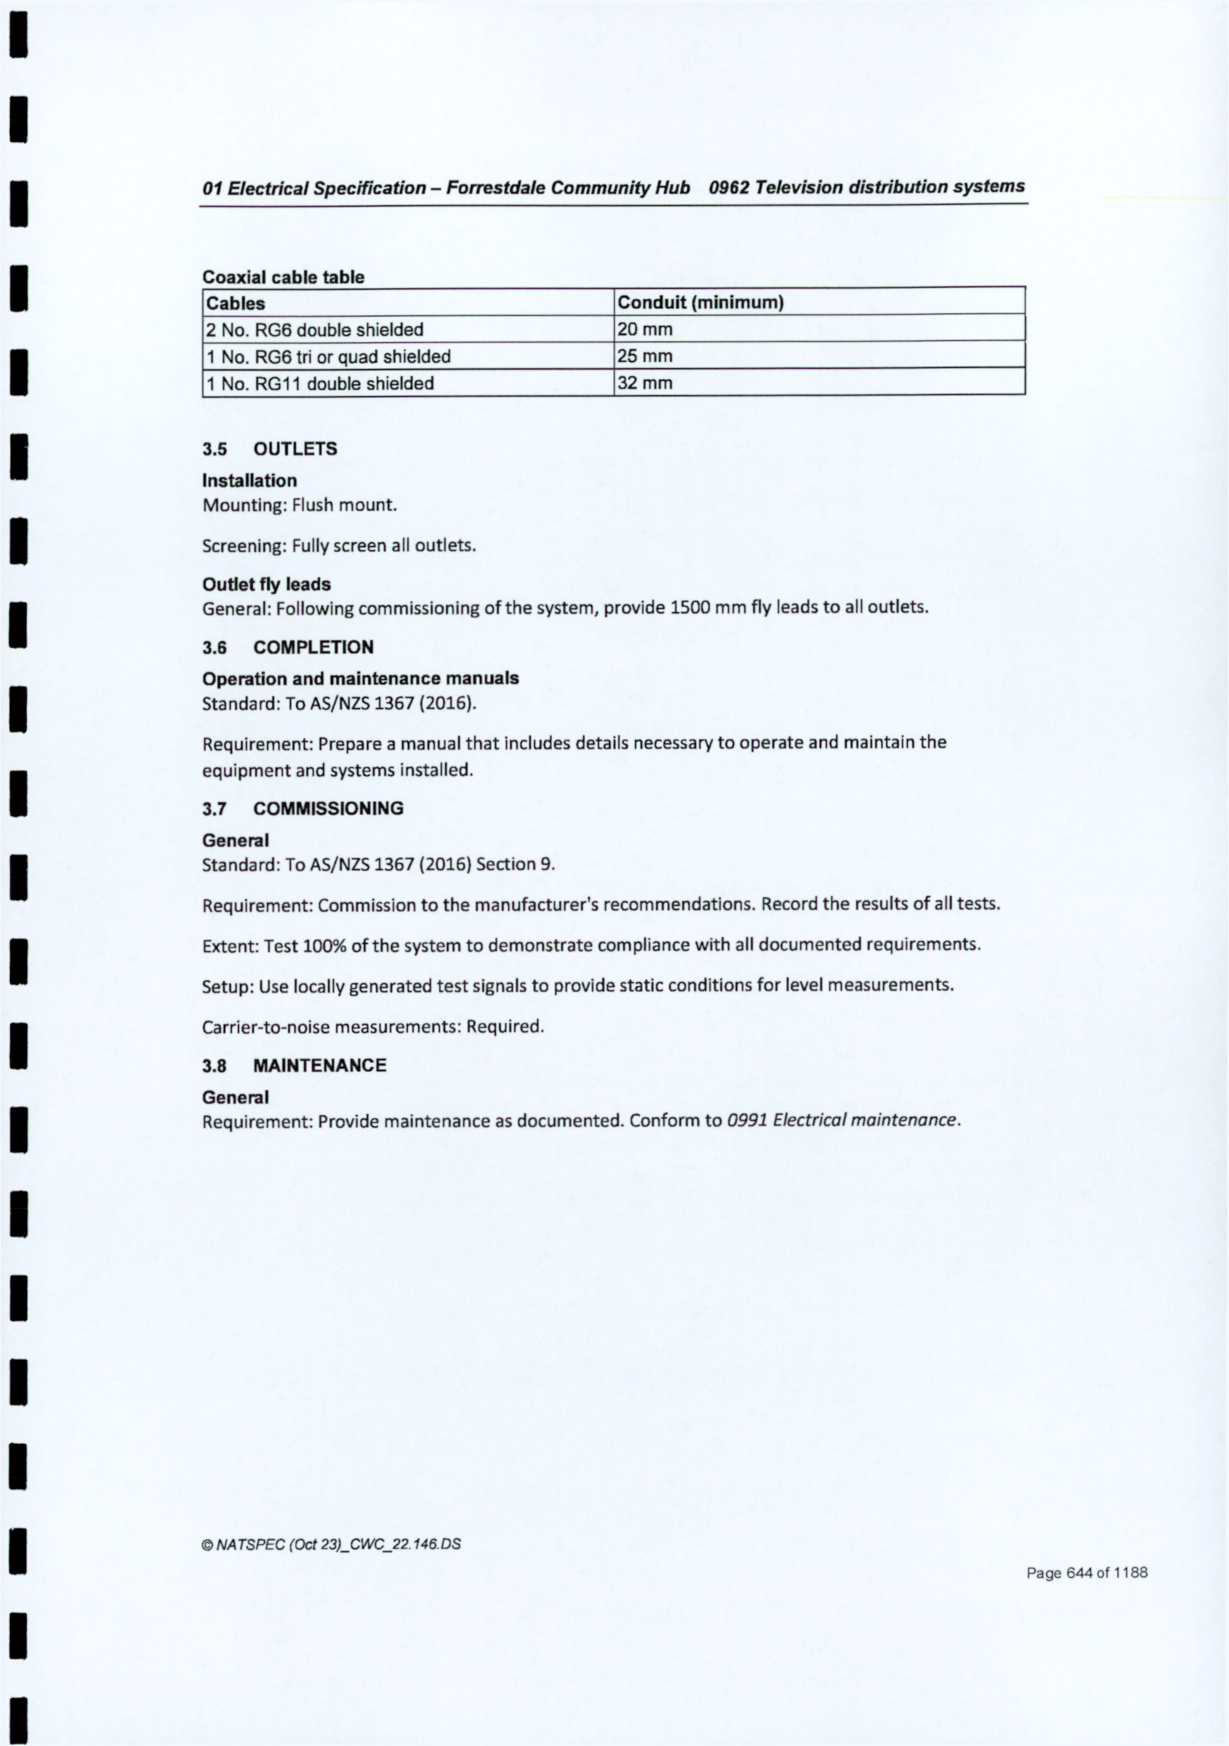 01 Electrical Specification – Forrestdale Community Hub 0962 Television distribution systems
Coaxial cable table
Cables Conduit (minimum)
2 No. RG6 double shielded 20 mm
1 No. RG6 tri or quad shielded 25 mm
1 No. RG11 double shielded 32 mm
3.5 OUTLETS
Installation
Mounting: Flush mount.
Screening: Fully screen all outlets.
Outlet fly leads
General: Following commissioning of the system, provide 1500 mm fly leads to all outlets.
3.6 COMPLETION
Operation and maintenance manuals
Standard: To AS/NZS 1367 (2016).
Requirement: Prepare a manual that includes details necessary to operate and maintain the
equipment and systems installed.
3.7 COMMISSIONING
General
Standard: To AS/NZS 1367 (2016) Section 9.
Requirement: Commission to the manufacturer's recommendations. Record the results of all tests.
Extent: Test 100% of the system to demonstrate compliance with all documented requirements.
Setup: Use locally generated test signals to provide static conditions for level measurements.
Carrier-to-noise measurements: Required.
3.8 MAINTENANCE
General
Requirement: Provide maintenance as documented. Conform to 0991 Electrical maintenance.
© NATSPEC (Oct 23)_CWC_22.146.DS
Page 644 of 1188